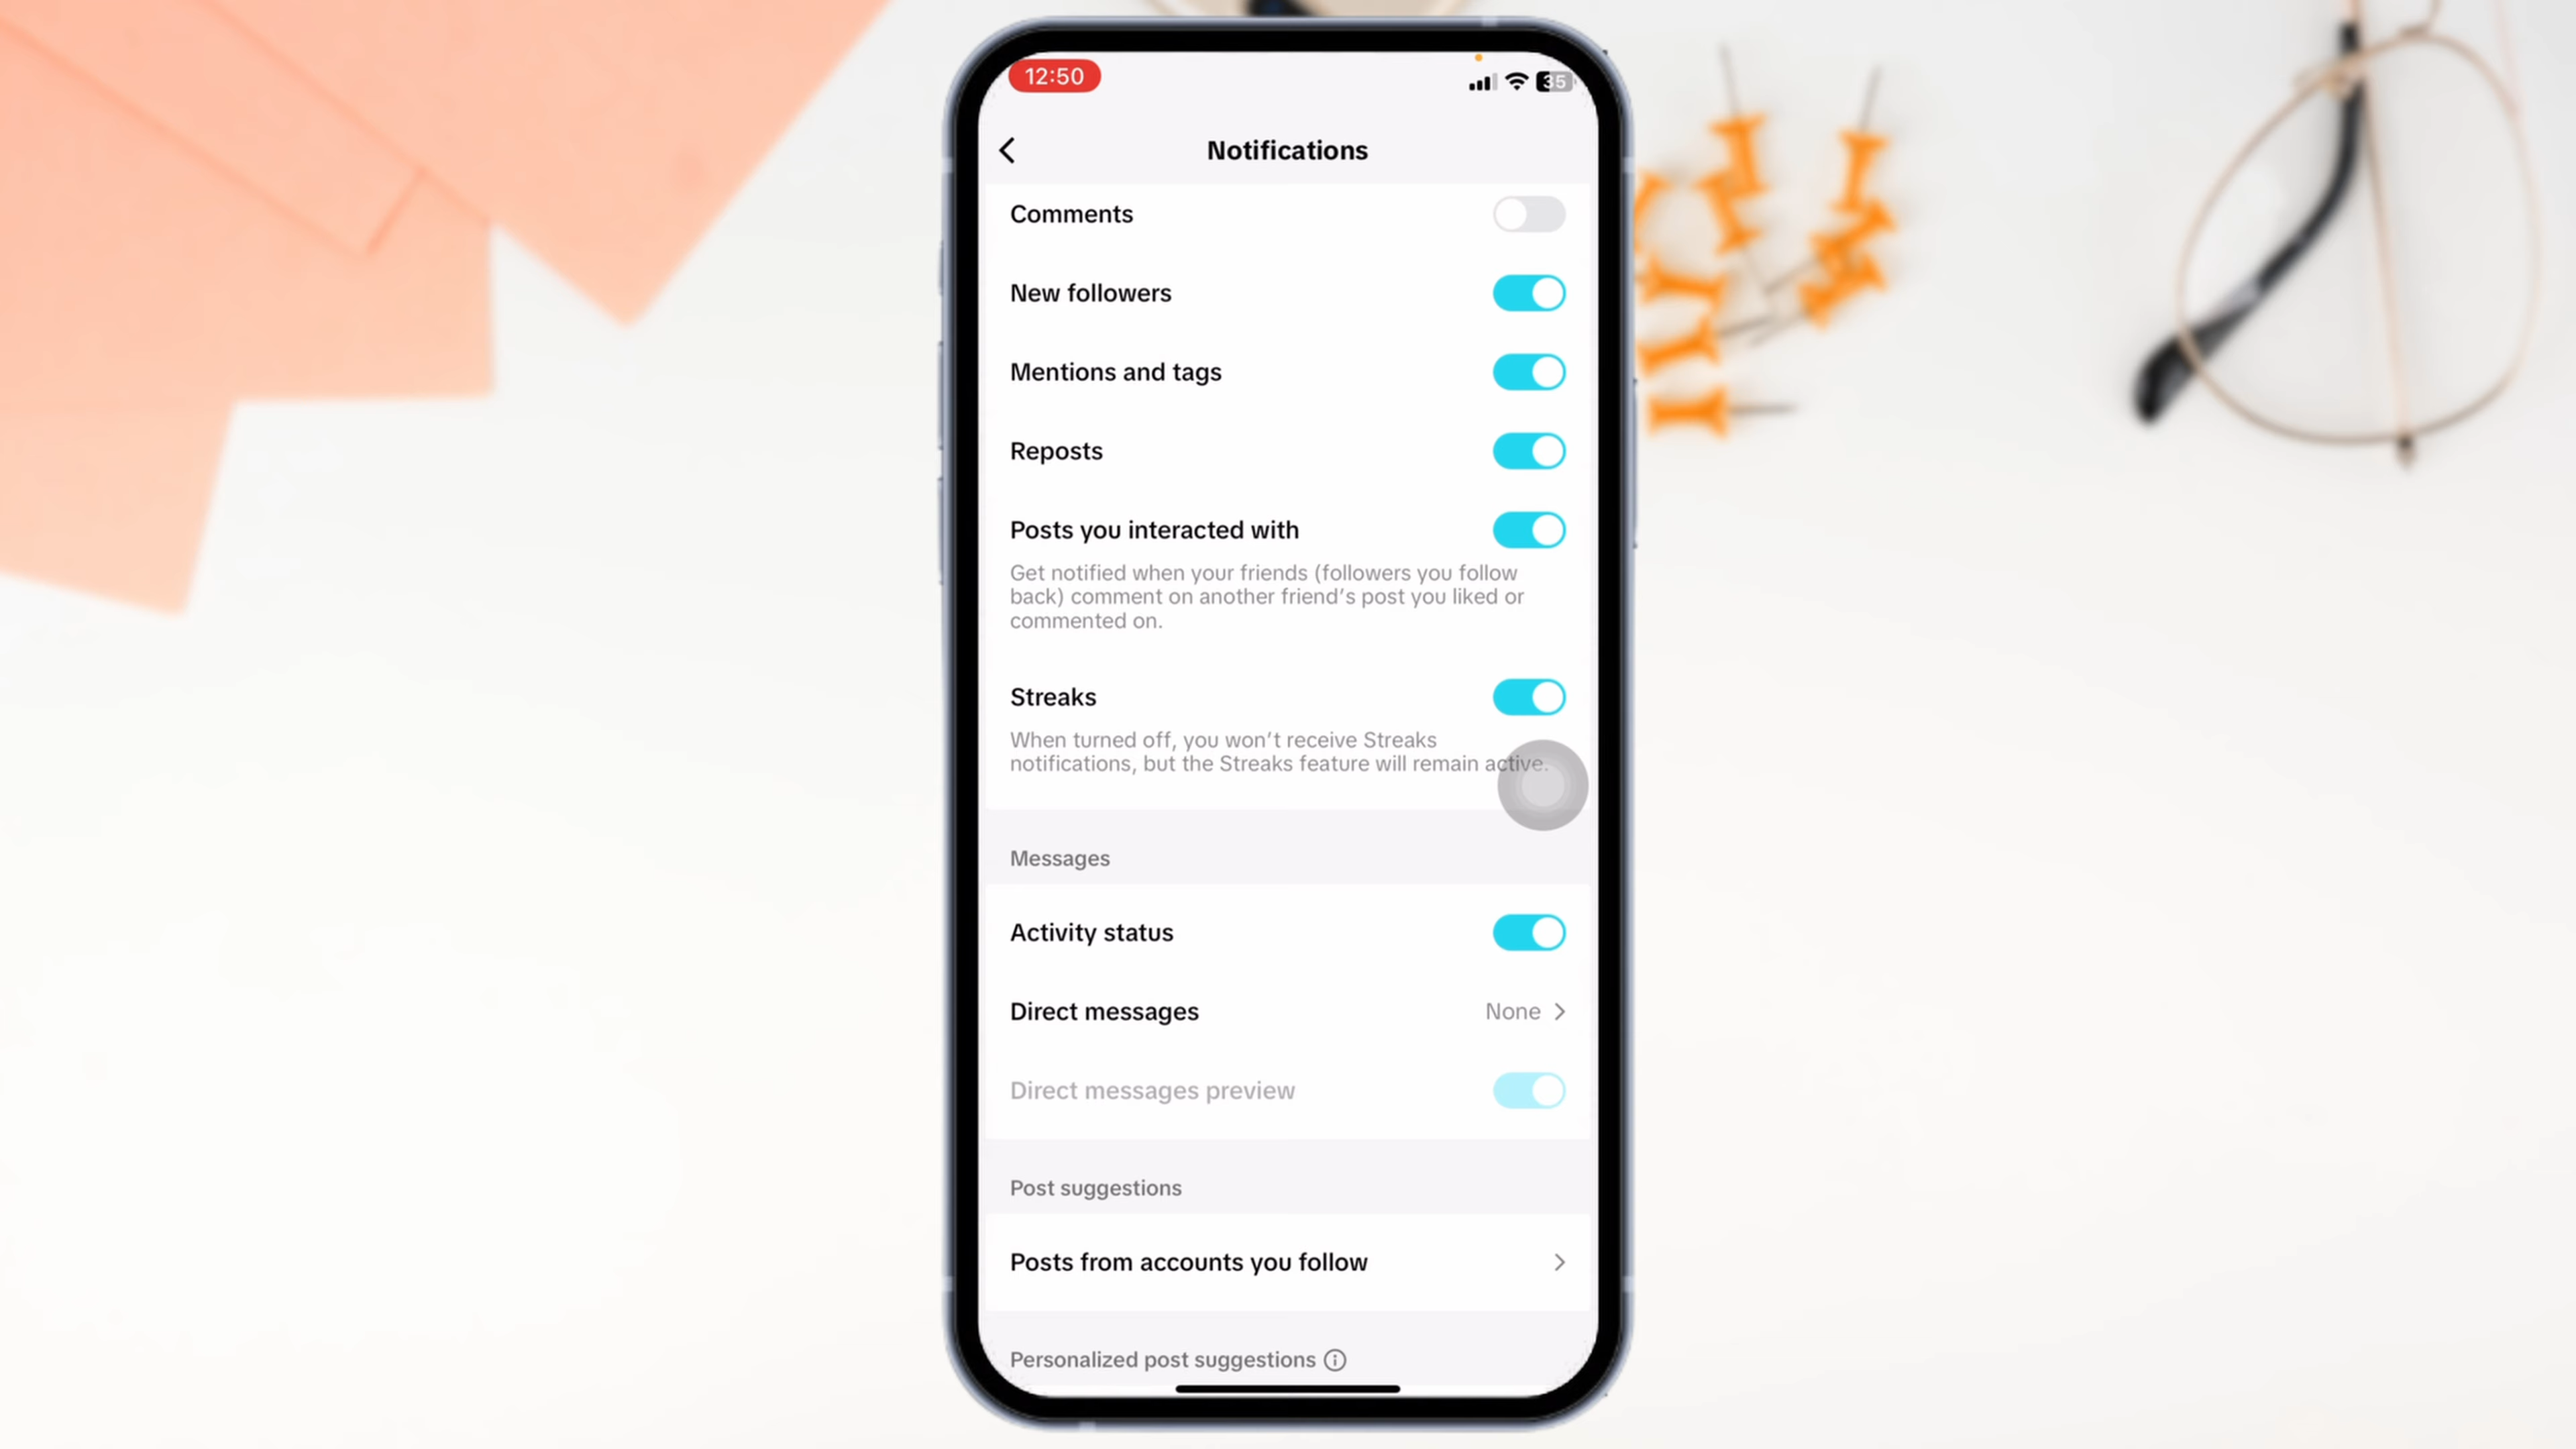 12:50
35
Notifications
Comments
New followers
Mentions and tags
Reposts
Posts you interacted with
Get notified when your friends (followers you follow
back) comment on another friend's post you liked or
commented on.
Streaks
When turned off, you won't receive Streaks
notifications, but the Streaks feature will remain active.
Messages
Activity status
Direct messages
None
Direct messages preview
Post suggestions
Posts from accounts you follow
Personalized post suggestions